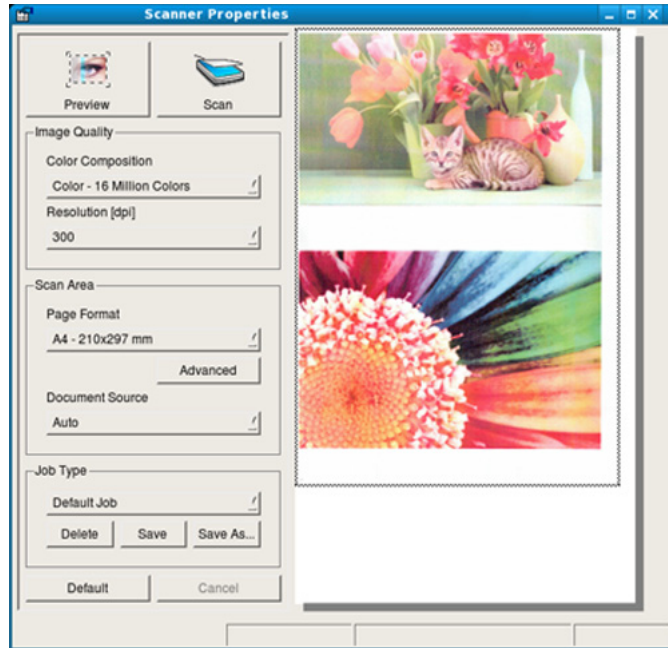 Scanner Properties
Preview Scan
Image Quality
Color Composition
Color - 16 Million Colors
Resolution [dpi]
300
Scan Area
Page Format
A4 - 210x297 mm
Advanced
Document Source
Auto
Job Type
Default Job
Delete Save Save As...
Default Cancel